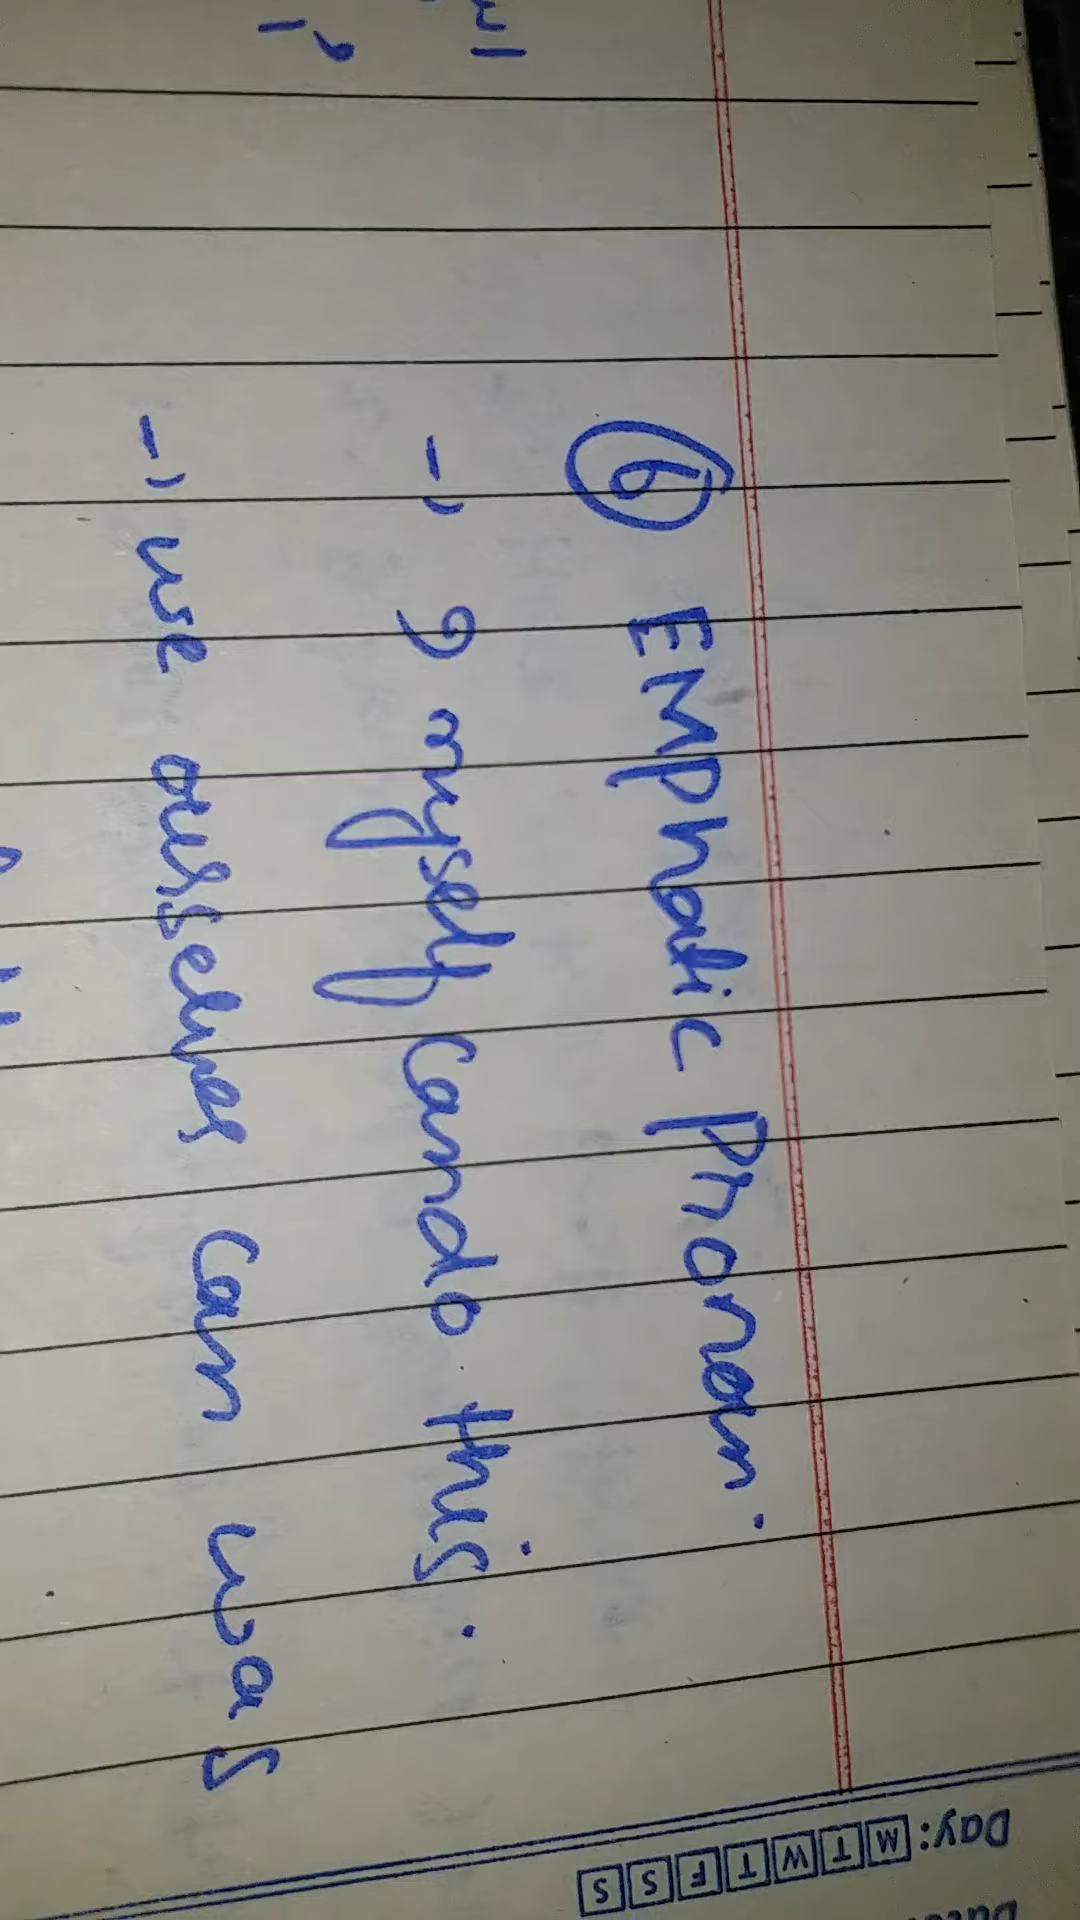 ⑥ EMphatic Pronoun.
→ I myself can do this.
→ we ourselves can was
Day: M T W T F S S